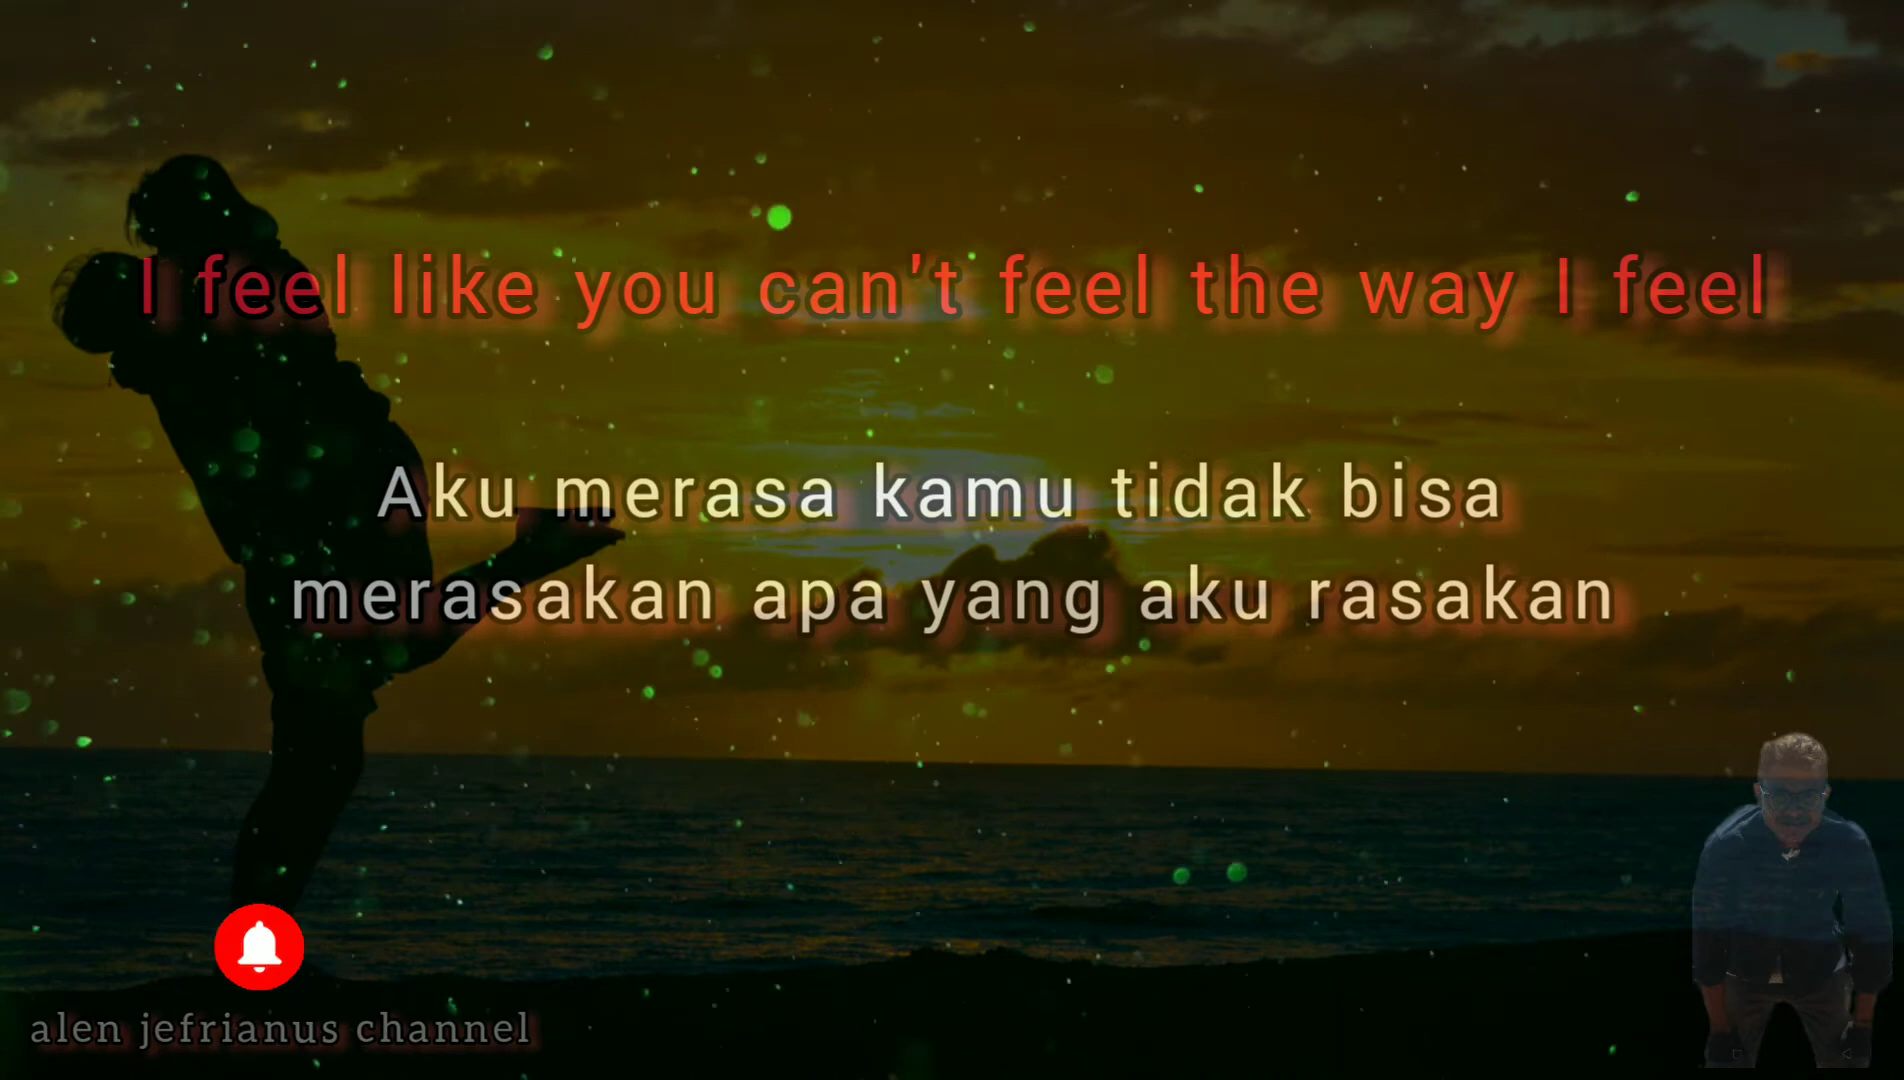 I feel like you can't feel the way I feel
Aku merasa kamu tidak bisa
merasakan apa yang aku rasakan
alen jefrianus channel